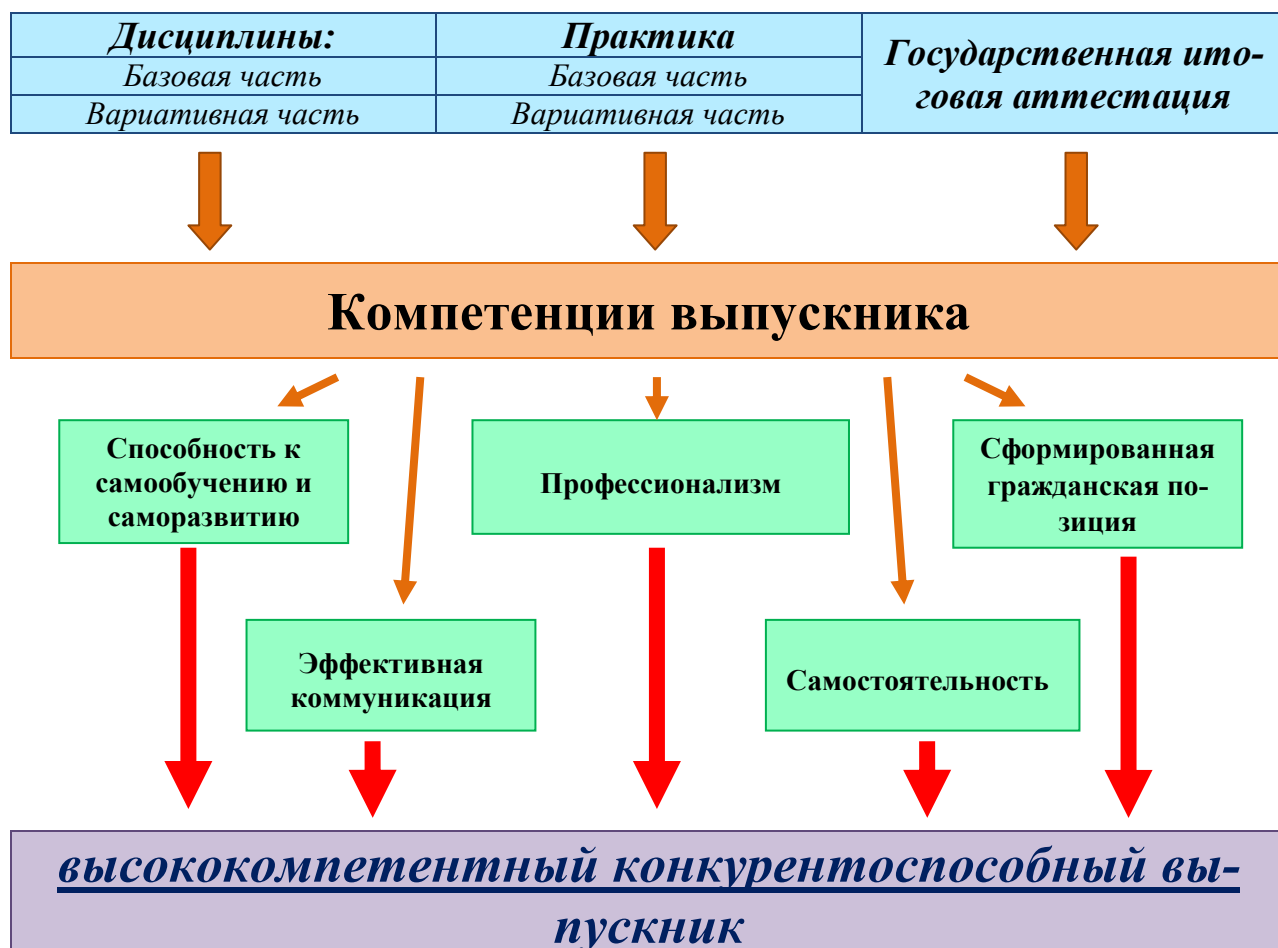 Дисциплины:
Базовая часть
Вариативная часть
Практика
Базовая часть
Вариативная часть
Государственная ито-
говая аттестация
Компетенции выпускника
Способность к
самообучению и
саморазвитию
Профессионализм
Сформированная
гражданская по-
зиция
Эффективная
коммуникация
Самостоятельность
высококомпетентный конкурентоспособный вы-
пускник